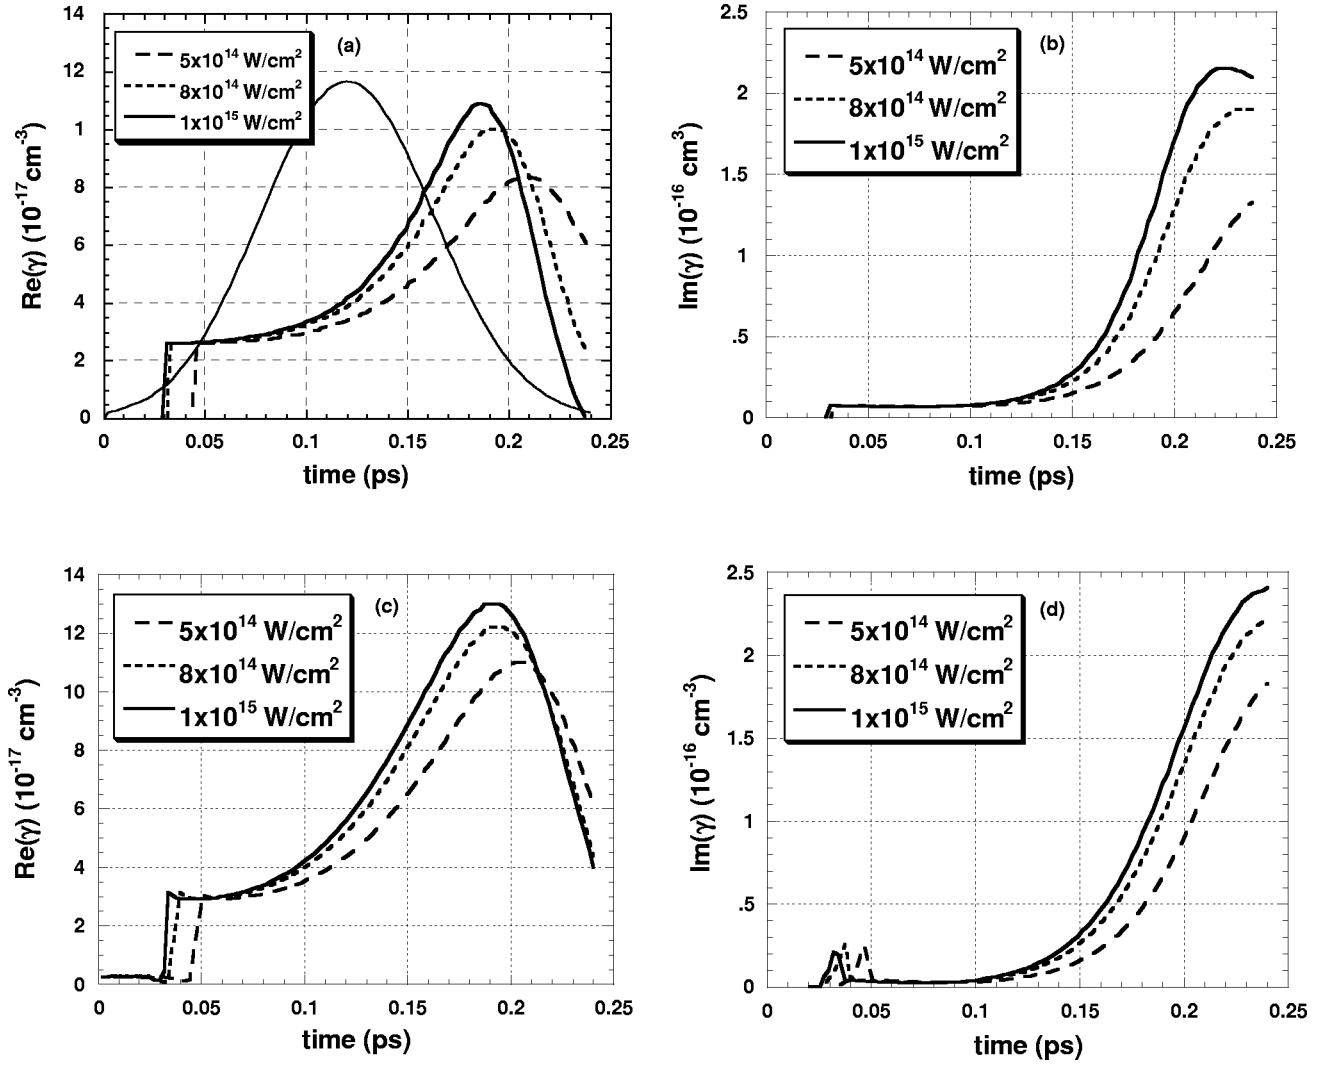 (a)
5x10¹⁴ W/cm²
8x10¹⁴ W/cm²
1x10¹⁵ W/cm²
Re(γ) (10⁻¹⁷cm⁻³)
14
12
1
8
6
4
2
0
0 0.05 0.1 0.15 0.2 0.25
time (ps)
(b)
5x10¹⁴ W/cm²
8x10¹⁴ W/cm²
1x10¹⁵ W/cm²
Im(γ) (10⁻¹⁶ cm³)
2.5
2
1.5
1
.5
0
0 0.05 0.1 0.15 0.2 0.25
time (ps)
(c)
5x10¹⁴ W/cm²
8x10¹⁴ W/cm²
1x10¹⁵ W/cm²
Re(γ) (10⁻¹⁷ cm⁻³)
14
12
10
8
6
4
2
0
0 0.05 0.1 0.15 0.2 0.25
time (ps)
(d)
5x10¹⁴ W/cm²
8x10¹⁴ W/cm²
1x10¹⁵ W/cm²
Im(γ) (10⁻¹⁶ cm⁻³)
2.5
2
1.5
1
.5
0
0 0.05 0.1 0.15 0.2 0.25
time (ps)